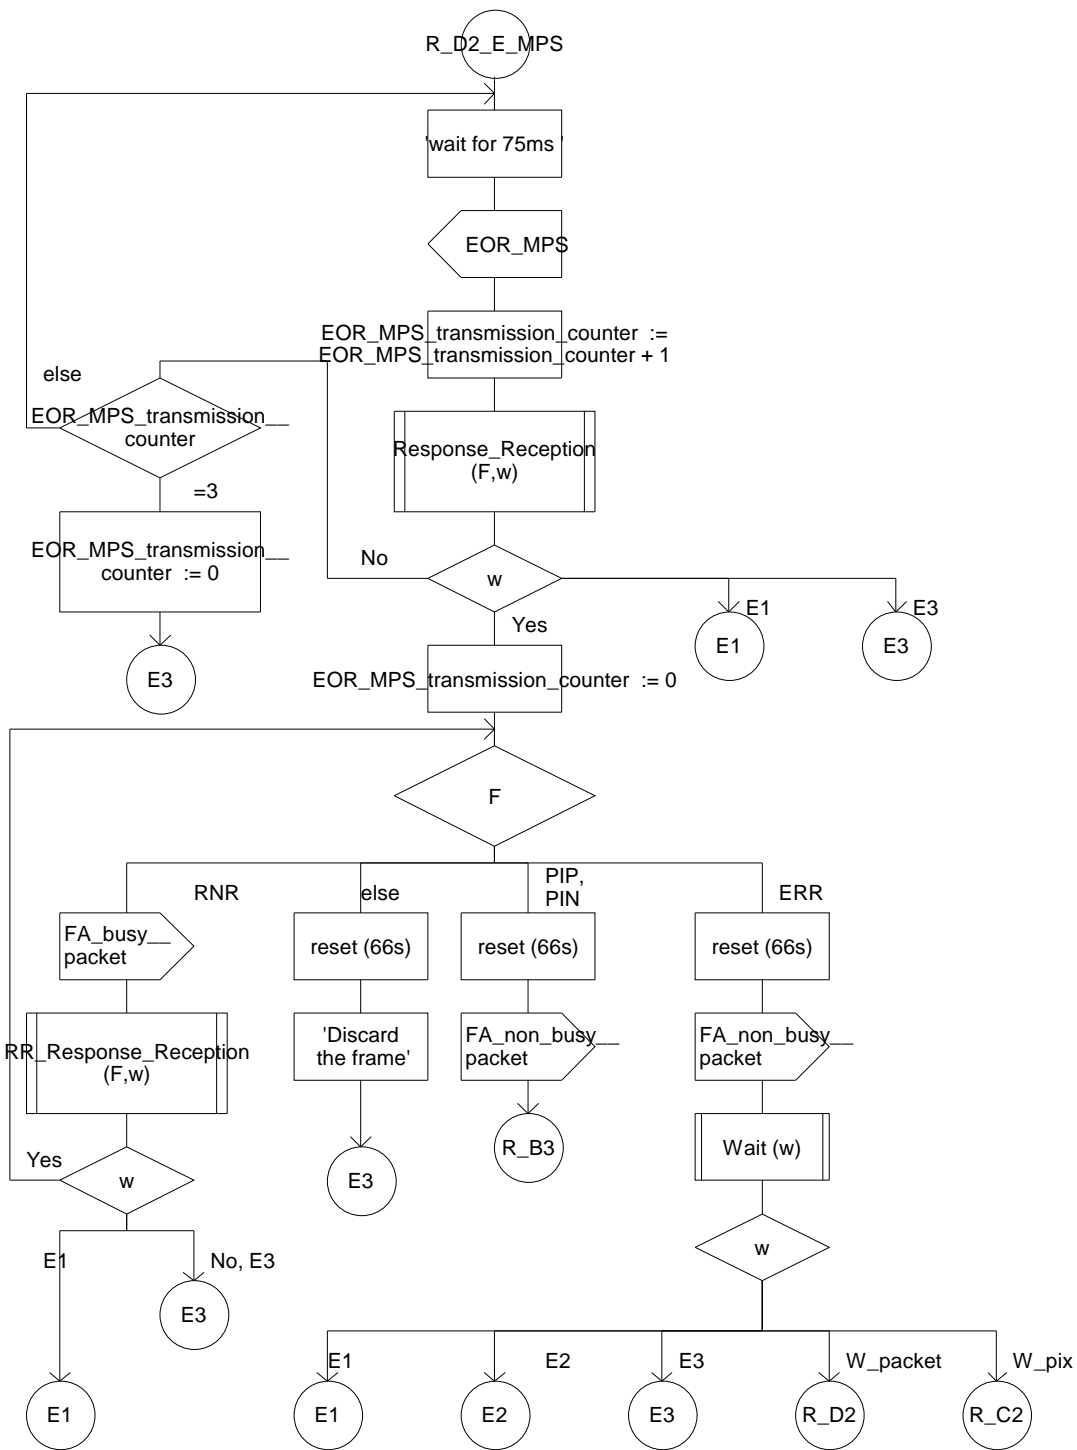 R_D2_E_MPS
'wait for 75ms '
EOR_MPS
EOR_MPS_transmission_counter :=
EOR_MPS_transmission_counter + 1
else
EOR_MPS_transmission__
counter
Response_Reception
(F,w)
=3
EOR_MPS_transmission__
counter := 0
No
w
E1
E3
Yes
E1
E3
E3
EOR_MPS_transmission_counter := 0
F
RNR
else
PIP,
PIN
ERR
FA_busy__
packet
reset (66s)
reset (66s)
reset (66s)
RR_Response_Reception
(F,w)
'Discard
the frame'
FA_non_busy__
packet
FA_non_busy__
packet
R_B3
Wait (w)
Yes
w
E3
w
E1
No, E3
E3
E1
E2
E3
W_packet
W_pix
E1
E1
E2
E3
R_D2
R_C2